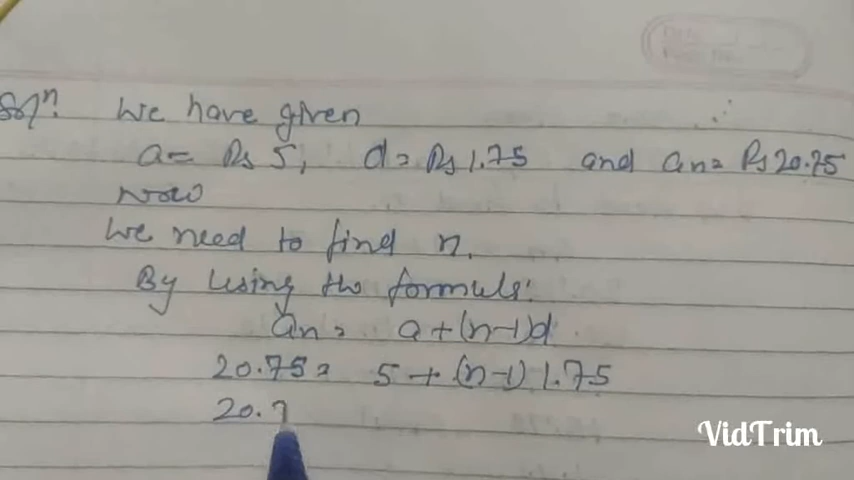 Solⁿ. We have given
a = Rs 5, d = Rs 1.75 and an = Rs 20.75
Now
We need to find n.
By using the formula:
an = a + (n-1)d
20.75 = 5 + (n-1) 1.75
20.7
VidTrim